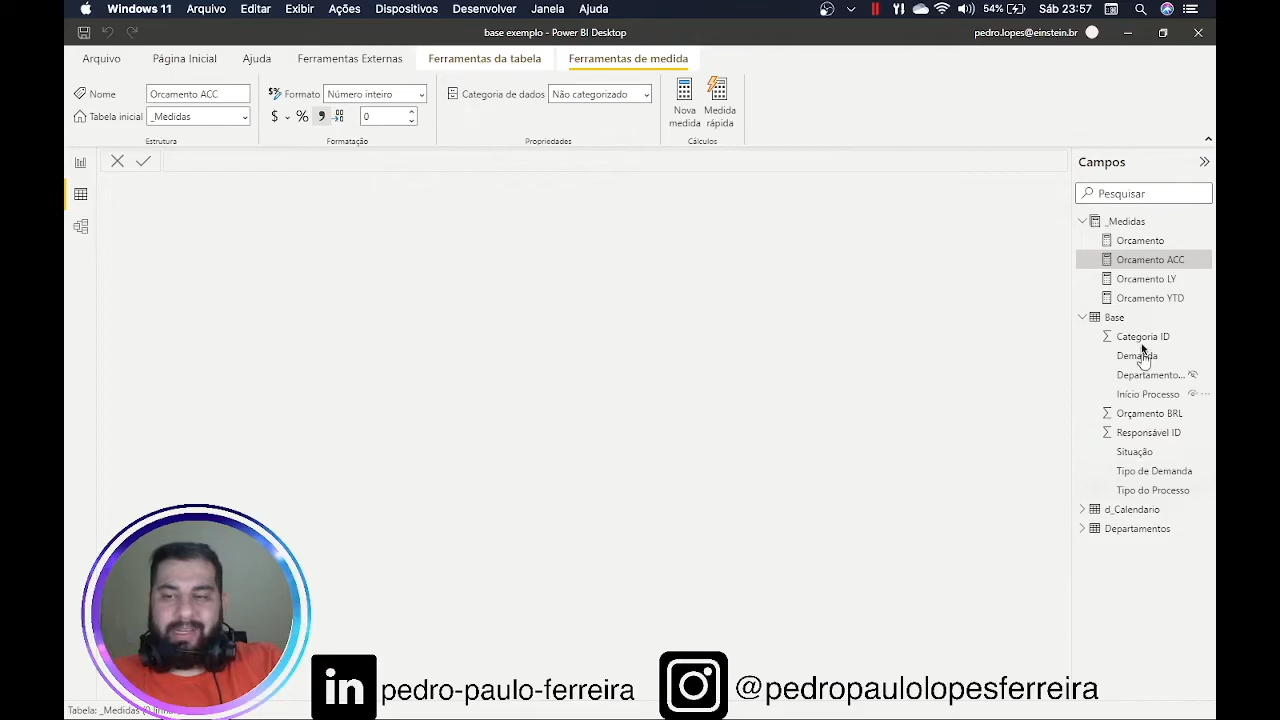 Windows 11 Arquivo Editar Exibir Ações Dispositivos Desenvolver Janela Ajuda 54% Sáb 23:57
base exemplo - Power BI Desktop pedro.lopes@einstein.br
Arquivo Página Inicial Ajuda Ferramentas Externas Ferramentas da tabela Ferramentas de medida
Nome Orcamento ACC Formato Número inteiro Categoria de dados Não categorizado
Tabela inicial _Medidas $ % 0
Nova medida
Medida rápida
Estrutura Formatação Propriedades Cálculos
Campos
Pesquisar
_Medidas
Orcamento
Orcamento ACC
Orcamento LY
Orcamento YTD
Base
Categoria ID
Demanda
Departamento...
Início Processo
Orçamento BRL
Responsável ID
Situação
Tipo de Demanda
Tipo do Processo
d_Calendario
Departamentos
in pedro-paulo-ferreira @pedropaulolopesferreira
Tabela: _Medidas